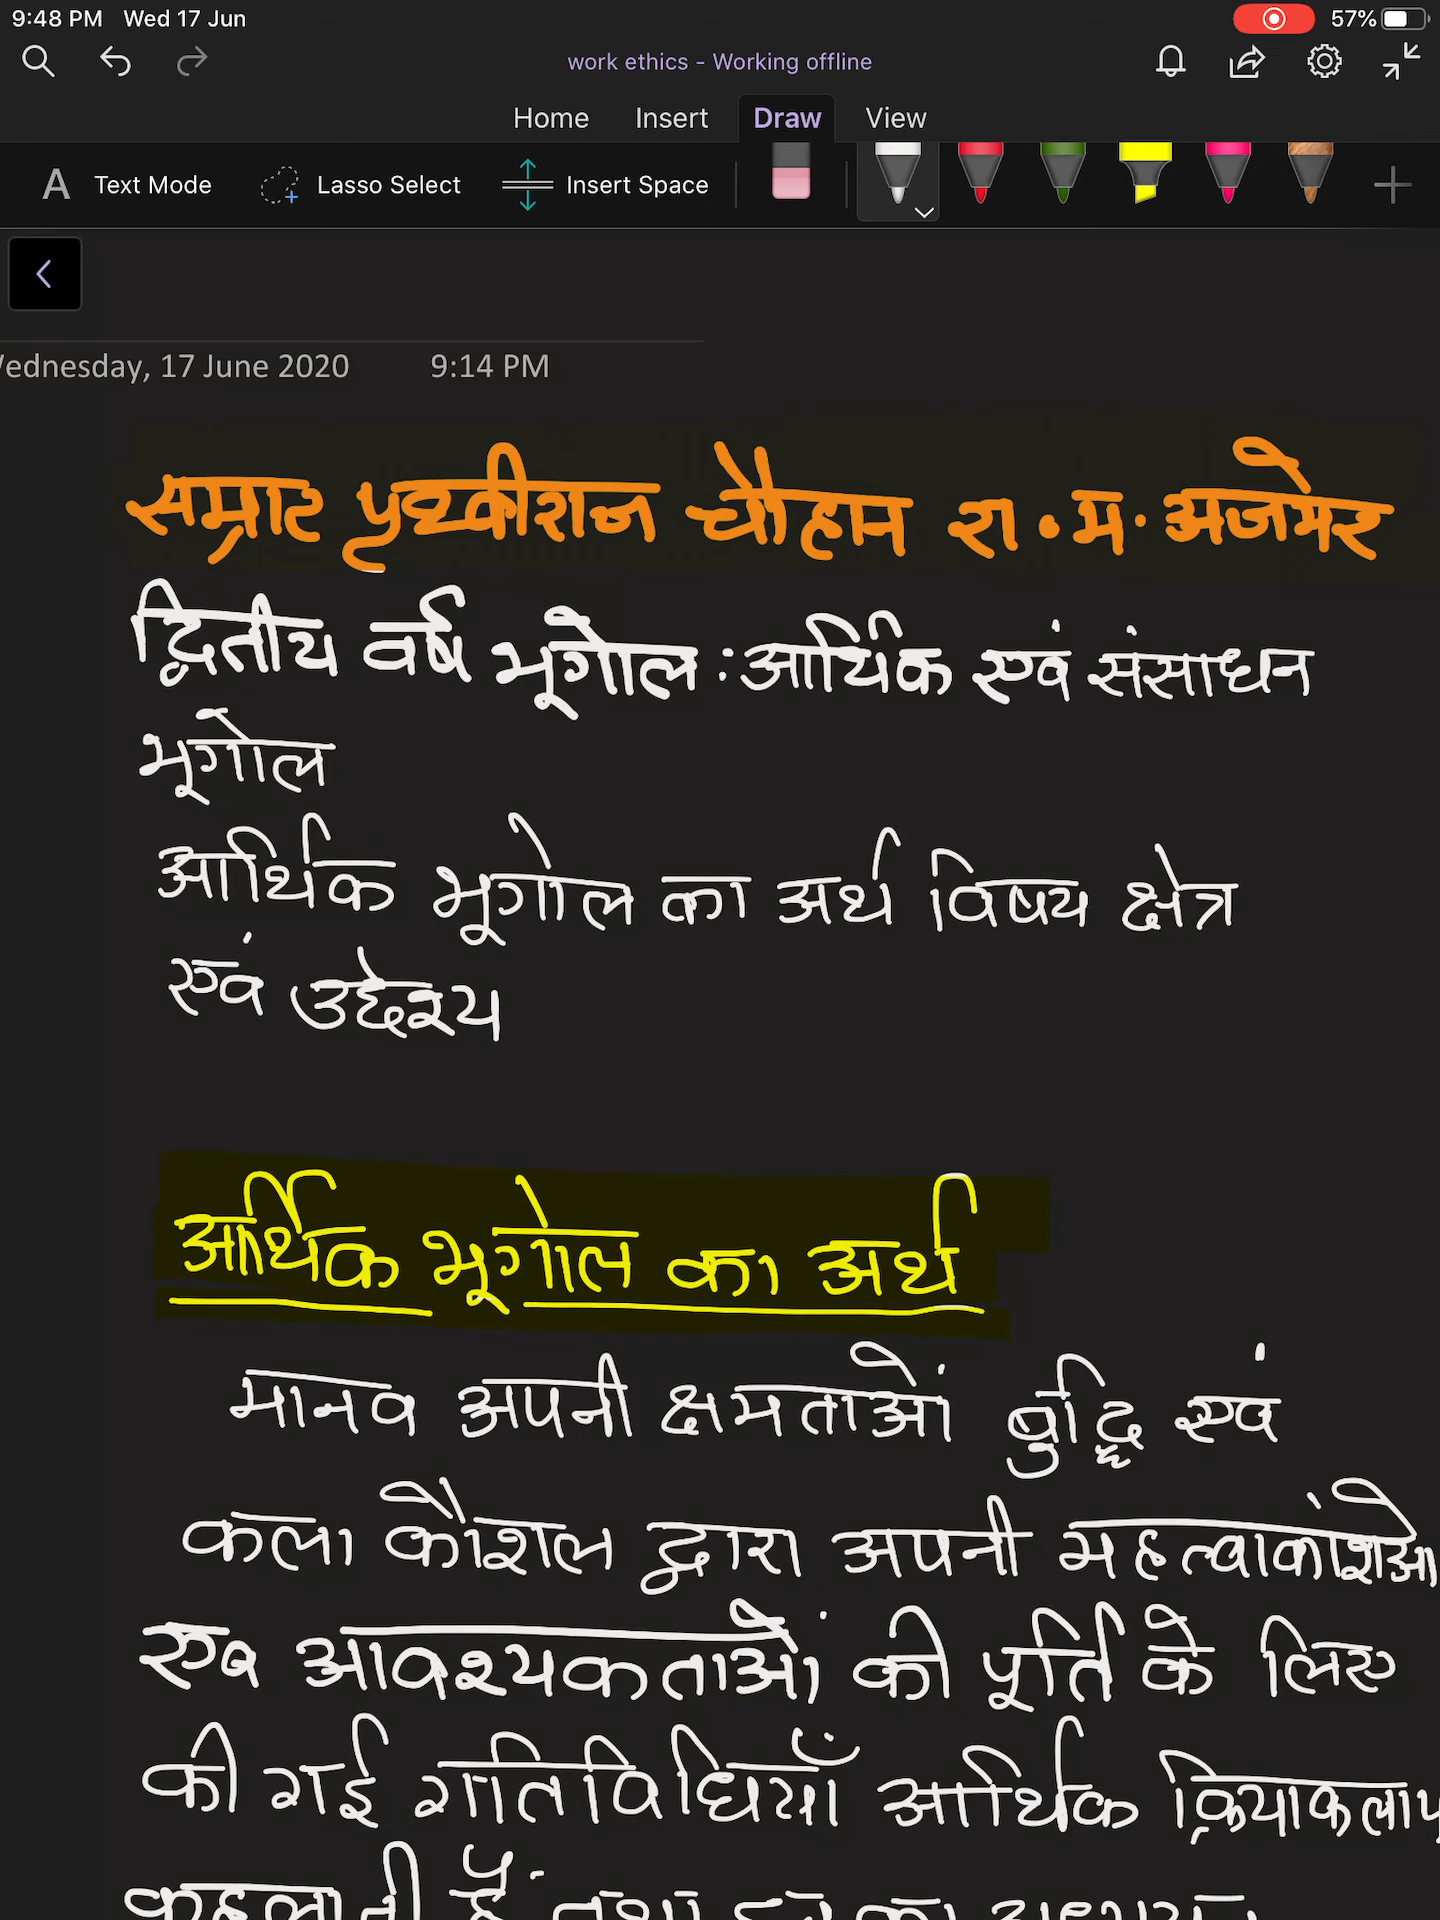 9:48 PM Wed 17 Jun 57%
work ethics - Working offline
Home Insert Draw View
A Text Mode Lasso Select Insert Space
ednesday, 17 June 2020 9:14 PM
सम्राट पृथ्वीराज चौहान रा॰म॰अजमेर
द्वितीय वर्ष भूगोल:आर्थिक एवं संसाधन
भूगोल
आर्थिक भूगोल का अर्थ विषय क्षेत्र
एवं उद्देश्य
आर्थिक भूगोल का अर्थ
मानव अपनी क्षमताओं बुद्धि एवं
कला कौशल द्वारा अपनी
एव आवश्यकताओं की पूर्ति के लिए
की गई गतिविधियाँ आर्थिक क्रियाकलाप
कहलाती हैं